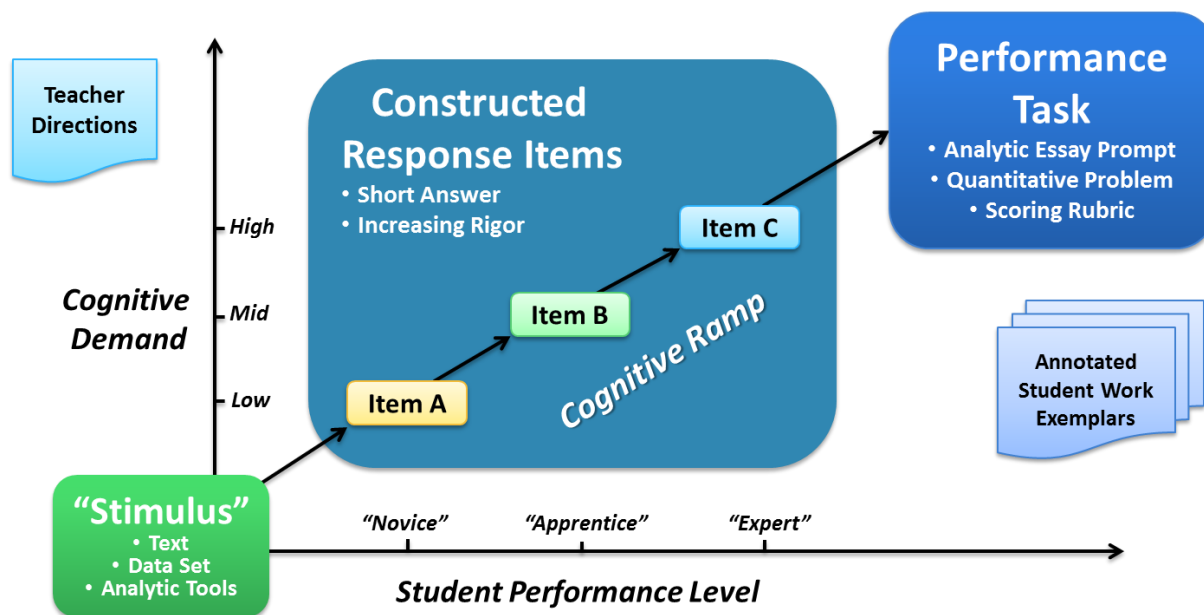 Teacher
Directions
Constructed
Response Items
• Short Answer
• Increasing Rigor
Performance
Task
• Analytic Essay Prompt
• Quantitative Problem
• Scoring Rubric
High
Mid
Low
Cognitive
Demand
Item A
Item B
Item C
Cognitive Ramp
Annotated
Student Work
Exemplars
“Stimulus”
• Text
• Data Set
• Analytic Tools
“Novice”
“Apprentice”
“Expert”
Student Performance Level